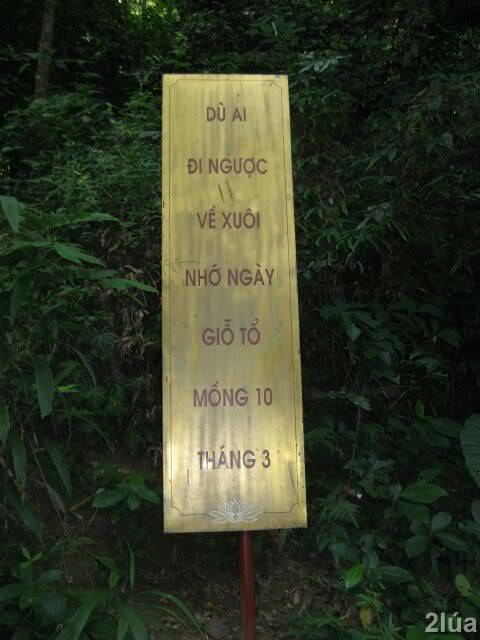 DÙ AI
ĐI NGƯỢC
VỀ XUÔI
NHỚ NGÀY
GIỖ TỔ
MỒNG 10
THÁNG 3
2lúa